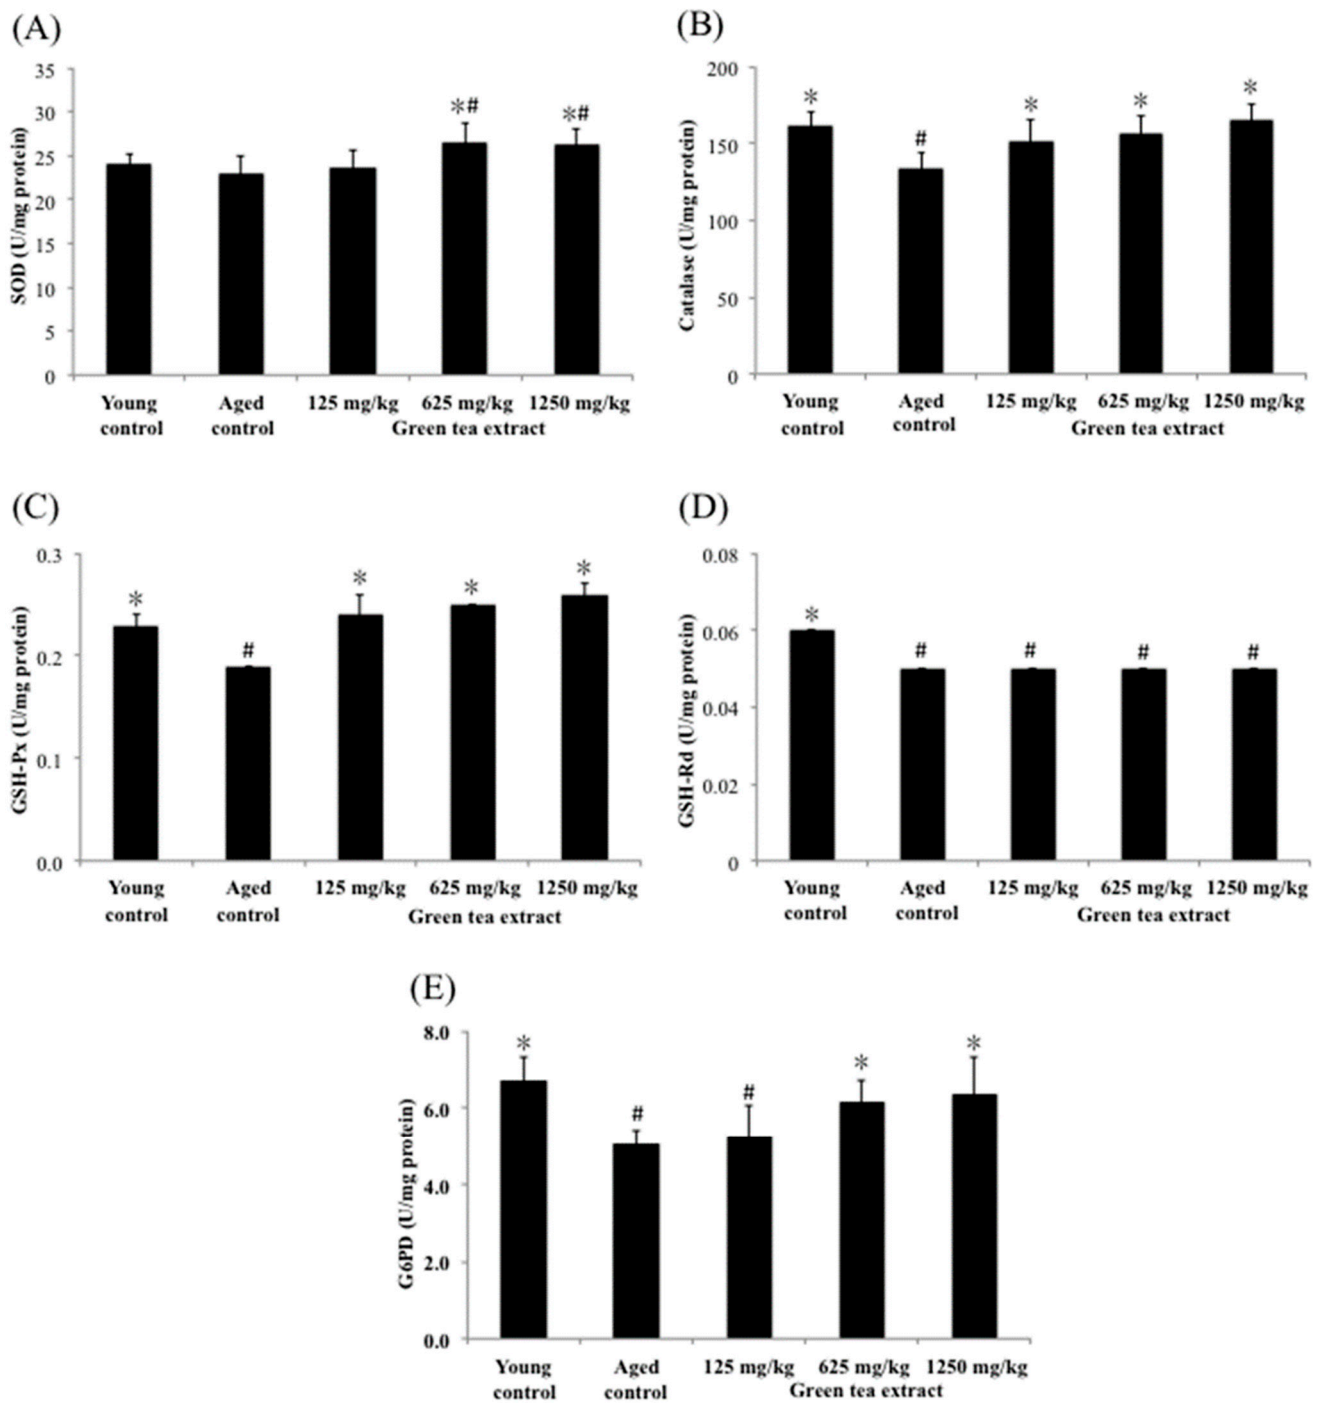 (A)
SOD (U/mg protein)
35
30
25
20
15
10
5
0
*#
*#
Young control
Aged control
125 mg/kg
625 mg/kg
1250 mg/kg
Green tea extract
(B)
Catalase (U/mg protein)
200
150
100
50
0
*
#
*
*
*
Young control
Aged control
125 mg/kg
625 mg/kg
1250 mg/kg
Green tea extract
(C)
GSH-Px (U/mg protein)
0.3
0.2
0.1
0.0
*
#
*
*
*
Young control
Aged control
125 mg/kg
625 mg/kg
1250 mg/kg
Green tea extract
(D)
GSH-Rd (U/mg protein)
0.08
0.06
0.04
0.02
0
*
#
#
#
#
Young control
Aged control
125 mg/kg
625 mg/kg
1250 mg/kg
Green tea extract
(E)
G6PD (U/mg protein)
8.0
6.0
4.0
2.0
0.0
*
#
#
*
*
Young control
Aged control
125 mg/kg
625 mg/kg
1250 mg/kg
Green tea extract